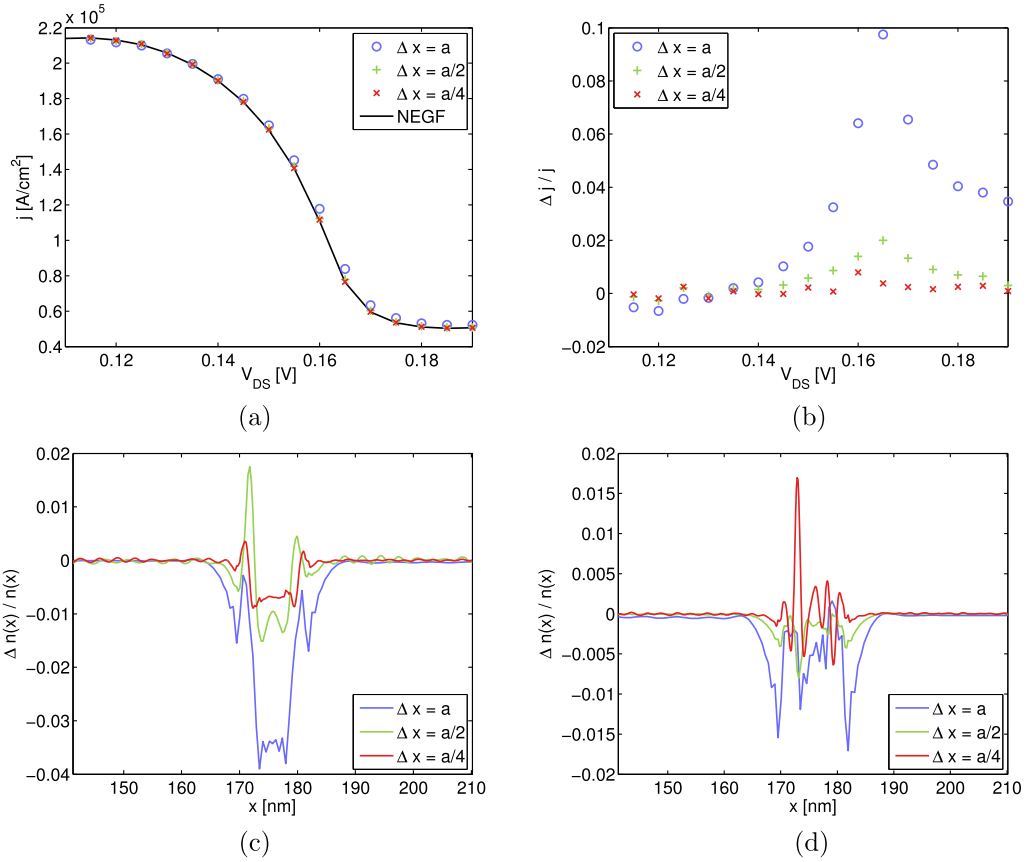 x 10⁵
2.2
2
1.8
1.6
1.4
1.2
1
0.8
0.6
0.4
j [A/cm²]
0.12 0.14 0.16 0.18
V_DS [V]
Δ x = a
Δ x = a/2
Δ x = a/4
NEGF
(a)
0.1
0.08
0.06
0.04
0.02
0
−0.02
Δ j / j
0.12 0.14 0.16 0.18
V_DS [V]
Δ x = a
Δ x = a/2
Δ x = a/4
(b)
0.02
0.01
0
−0.01
−0.02
−0.03
−0.04
Δ n(x) / n(x)
150 160 170 180 190 200 210
x [nm]
Δ x = a
Δ x = a/2
Δ x = a/4
(c)
0.02
0.015
0.01
0.005
0
−0.005
−0.01
−0.015
−0.02
Δ n(x) / n(x)
150 160 170 180 190 200 210
x [nm]
Δ x = a
Δ x = a/2
Δ x = a/4
(d)